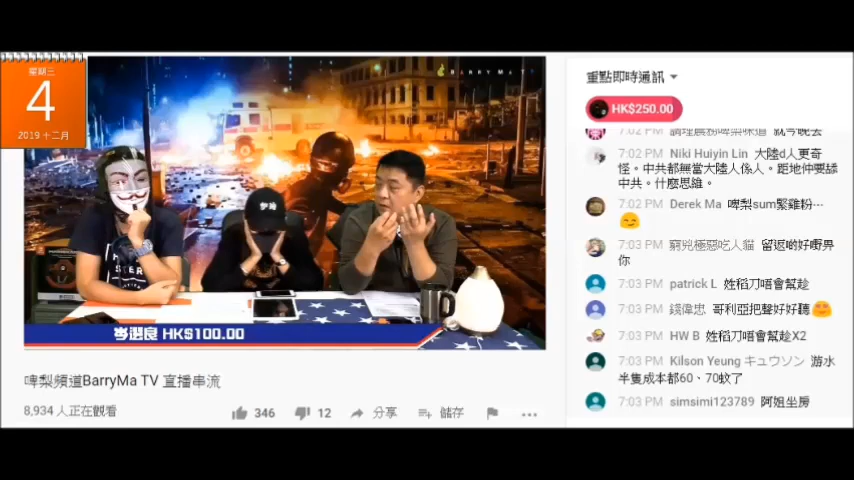 星期三
4
2019 十二月
BARRYMA TV
岑選良 HK$100.00
啤梨頻道BarryMa TV 直播串流
8,934 人正在觀看
346
12
分享
儲存
重點即時通訊
HK$250.00
7:02 PM
7:02 PM Niki Huiyin Lin 大陸d人更奇
怪。中共都無當大陸人係人。距地仲要舔
中共。什麼思維。
7:02 PM Derek Ma 啤梨sum緊雞粉…
😊
7:03 PM 窮兇極惡吃人貓 留返啲好嘢畀
你
7:03 PM patrick L 姓稻刀唔會幫趁
7:03 PM 錢偉忠 哥利亞把聲好好聽😍
7:03 PM HW B 姓稻刀唔會幫趁X2
7:03 PM Kilson Yeung キュウソン 游水
半隻成本都60、70蚊了
7:03 PM simsimi123789 阿姐坐房